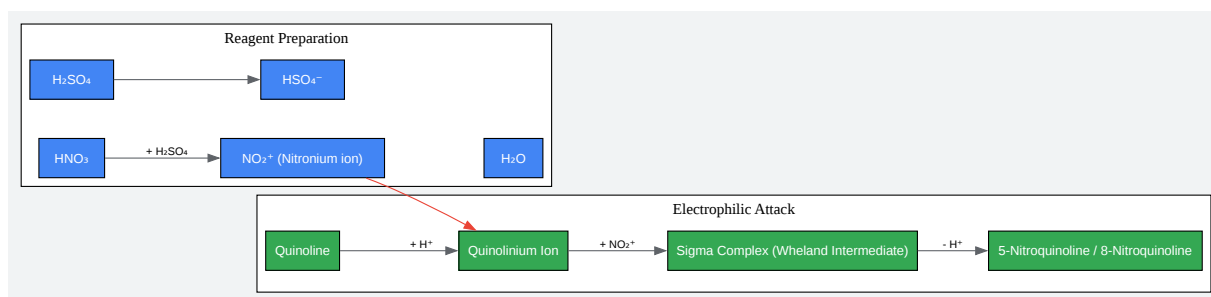 Reagent Preparation
H₂SO₄
HSO₄⁻
HNO₃
+ H₂SO₄
NO₂⁺ (Nitronium ion)
H₂O
Electrophilic Attack
Quinoline
+ H⁺
Quinolinium Ion
+ NO₂⁺
Sigma Complex (Wheland Intermediate)
- H⁺
5-Nitroquinoline / 8-Nitroquinoline